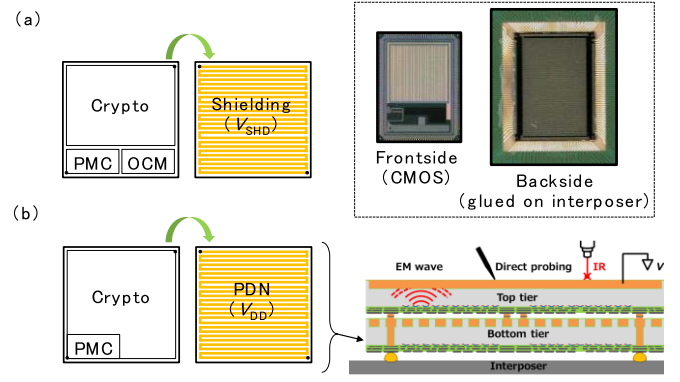 (a)
Crypto
PMC
OCM
Shielding
(VSHD)
Frontside
(CMOS)
Backside
(glued on interposer)
(b)
Crypto
PMC
PDN
(VDD)
EM wave
Direct probing
IR
V
Top tier
Bottom tier
Interposer